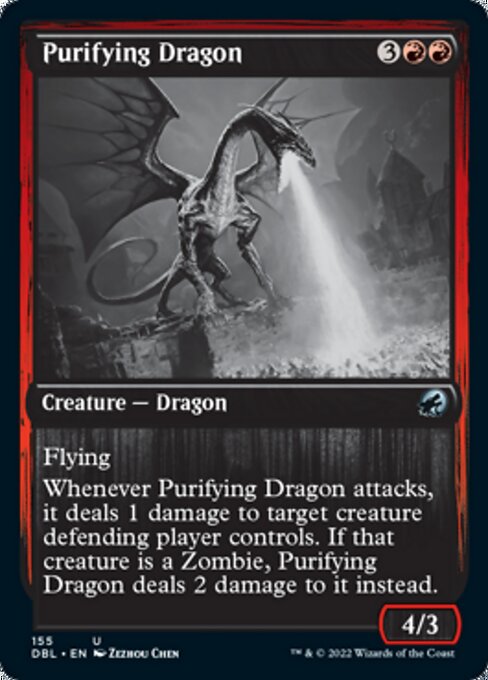 Purifying Dragon 3
Creature — Dragon
Flying
Whenever Purifying Dragon attacks,
it deals 1 damage to target creature
defending player controls. If that
creature is a Zombie, Purifying
Dragon deals 2 damage to it instead.
4/3
155 U
DBL • EN Zezhou Chen
™ & © 2022 Wizards of the Coast